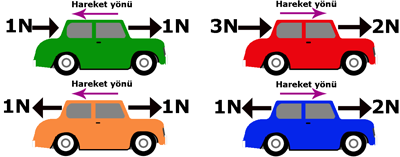 Hareket yönü
1N 1N
Hareket yönü
3N 2N
Hareket yönü
1N 1N
Hareket yönü
1N 2N